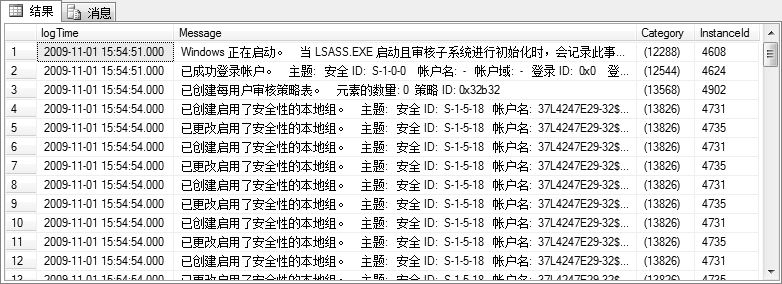 结果 消息
logTime Message Category InstanceId
1 2009-11-01 15:54:51.000 Windows 正在启动。 当 LSASS.EXE 启动且审核子系统进行初始化时，会记录此事... (12288) 4608
2 2009-11-01 15:54:51.000 已成功登录帐户。 主题: 安全 ID: S-1-0-0 帐户名: - 帐户域: - 登录 ID: 0x0 登... (12544) 4624
3 2009-11-01 15:54:51.000 已创建每用户审核策略表。 元素的数量: 0 策略 ID: 0x32b32 (13568) 4902
4 2009-11-01 15:54:54.000 已创建启用了安全性的本地组。 主题: 安全 ID: S-1-5-18 帐户名: 37L4247E29-32$... (13826) 4731
5 2009-11-01 15:54:54.000 已更改启用了安全性的本地组。 主题: 安全 ID: S-1-5-18 帐户名: 37L4247E29-32$... (13826) 4735
6 2009-11-01 15:54:54.000 已创建启用了安全性的本地组。 主题: 安全 ID: S-1-5-18 帐户名: 37L4247E29-32$... (13826) 4731
7 2009-11-01 15:54:54.000 已更改启用了安全性的本地组。 主题: 安全 ID: S-1-5-18 帐户名: 37L4247E29-32$... (13826) 4735
8 2009-11-01 15:54:54.000 已创建启用了安全性的本地组。 主题: 安全 ID: S-1-5-18 帐户名: 37L4247E29-32$... (13826) 4731
9 2009-11-01 15:54:54.000 已更改启用了安全性的本地组。 主题: 安全 ID: S-1-5-18 帐户名: 37L4247E29-32$... (13826) 4735
10 2009-11-01 15:54:54.000 已创建启用了安全性的本地组。 主题: 安全 ID: S-1-5-18 帐户名: 37L4247E29-32$... (13826) 4731
11 2009-11-01 15:54:54.000 已更改启用了安全性的本地组。 主题: 安全 ID: S-1-5-18 帐户名: 37L4247E29-32$... (13826) 4735
12 2009-11-01 15:54:54.000 已创建启用了安全性的本地组。 主题: 安全 ID: S-1-5-18 帐户名: 37L4247E29-32$... (13826) 4731
13 2009-11-01 15:54:54.000 已更改启用了安全性的本地组。 主题: 安全 ID: S-1-5-18 帐户名: 37L4247E29-32$... (13826) 4735